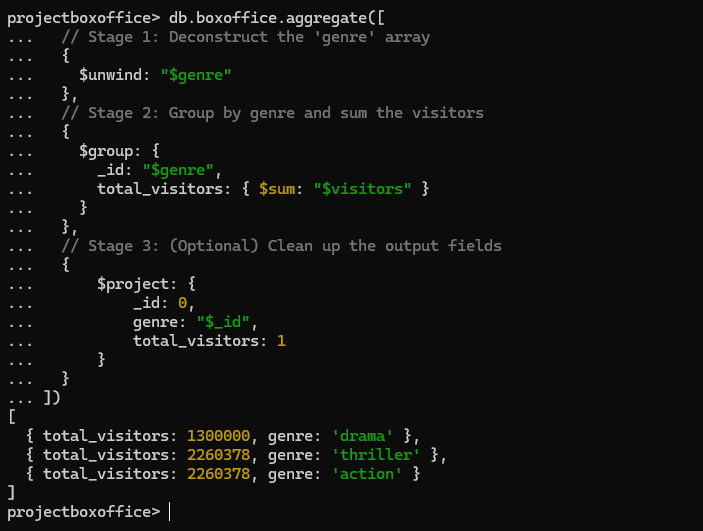 projectboxoffice> db.boxoffice.aggregate([
...   // Stage 1: Deconstruct the 'genre' array
...   {
...     $unwind: "$genre"
...   },
...   // Stage 2: Group by genre and sum the visitors
...   {
...     $group: {
...       _id: "$genre",
...       total_visitors: { $sum: "$visitors" }
...     }
...   },
...   // Stage 3: (Optional) Clean up the output fields
...   {
...       $project: {
...           _id: 0,
...           genre: "$_id",
...           total_visitors: 1
...       }
...   }
... ])
[
  { total_visitors: 1300000, genre: 'drama' },
  { total_visitors: 2260378, genre: 'thriller' },
  { total_visitors: 2260378, genre: 'action' }
]
projectboxoffice>